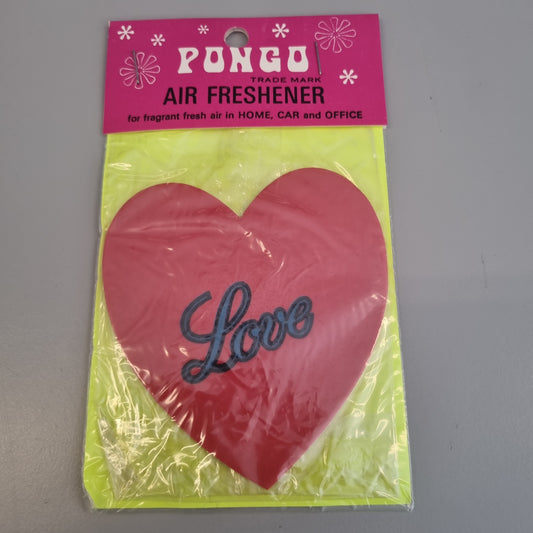 PONGO
TRADE MARK
AIR FRESHENER
for fragrant fresh air in HOME, CAR and OFFICE
Love